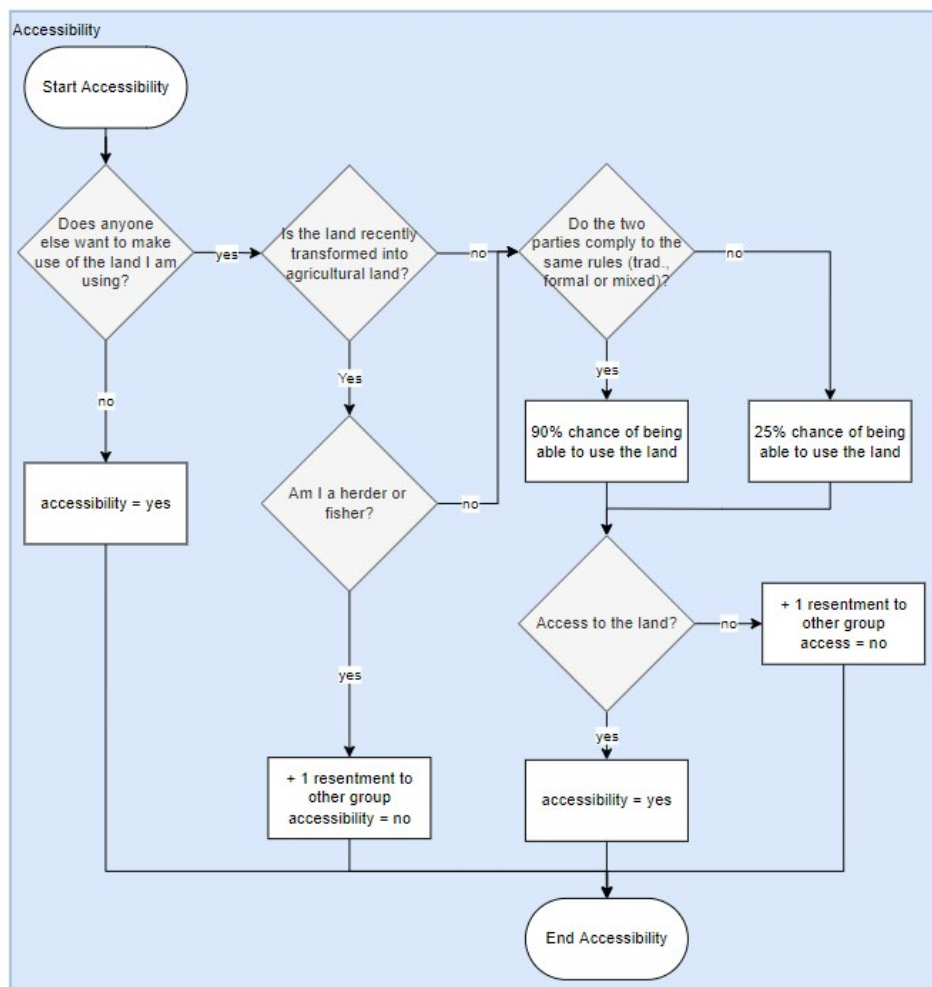 Accessibility
Start Accessibility
Does anyone
else want to make
use of the land I am
using?
yes
Is the land recently
transformed into
agricultural land?
no
Do the two
parties comply to the
same rules (trad.,
formal or mixed)?
no
no
Yes
yes
accessibility = yes
Am I a herder or
fisher?
no
90% chance of being
able to use the land
25% chance of being
able to use the land
Access to the land?
no
+ 1 resentment to
other group
access = no
yes
yes
+ 1 resentment to
other group
accessibility = no
accessibility = yes
End Accessibility